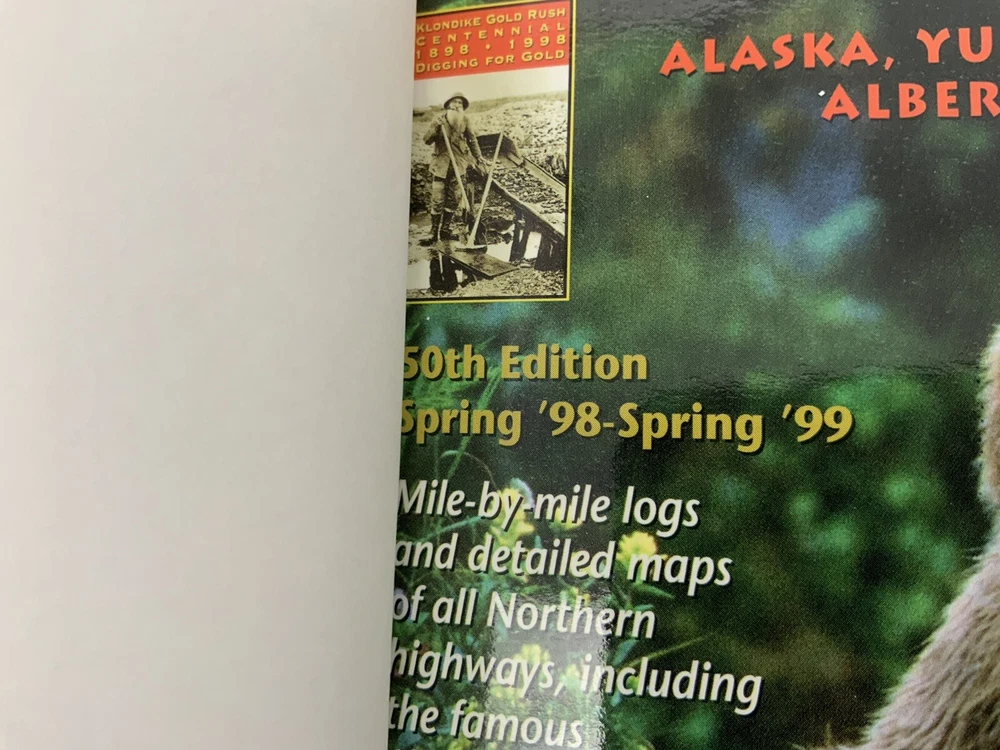 KLONDIKE GOLD RUSH
CENTENNIAL
1898 • 1998
DIGGING FOR GOLD
ALASKA, YU
ALBER
50th Edition
Spring '98-Spring '99
Mile-by-mile logs
and detailed maps
of all Northern
highways, including
the famous